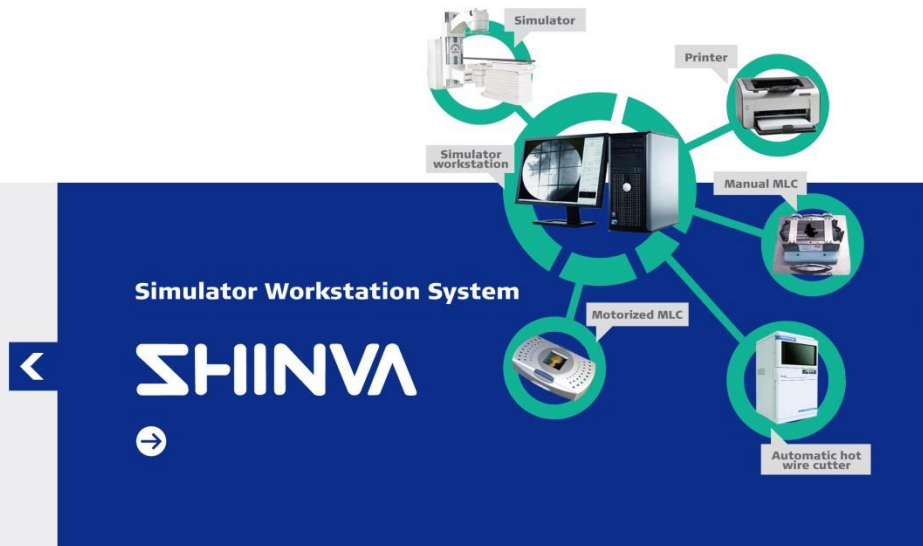 Simulator
Printer
Simulator
workstation
Manual MLC
Simulator Workstation System
Motorized MLC
SHINVA
Automatic hot
wire cutter